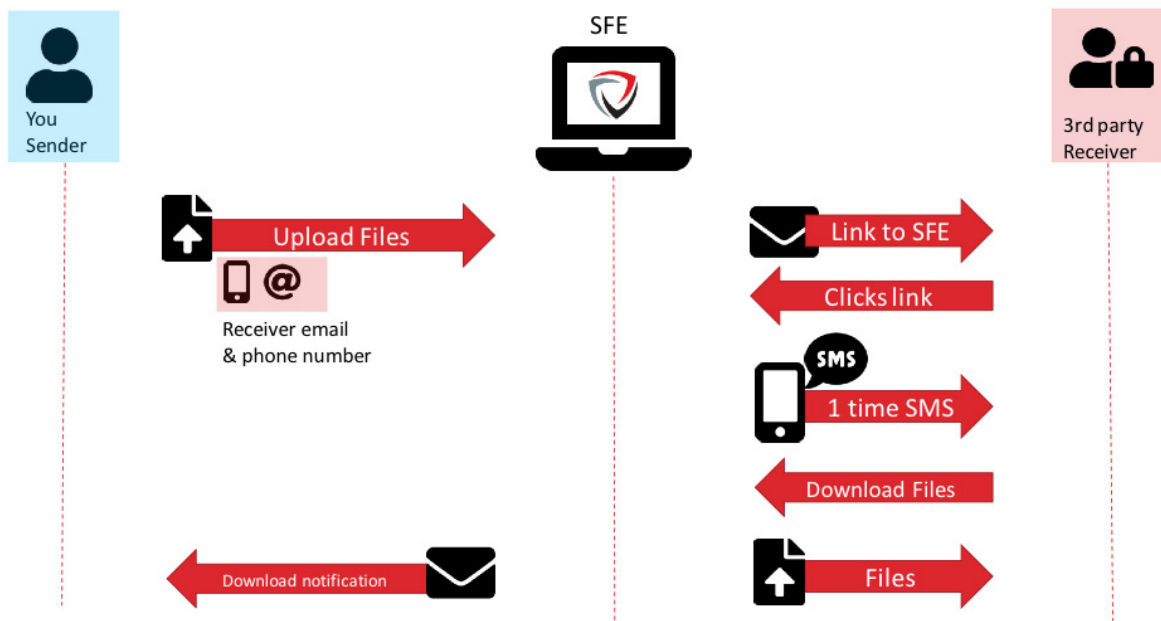 SFE
You
Sender
3rd party
Receiver
Upload Files
@
Receiver email
& phone number
Link to SFE
Clicks link
SMS
1 time SMS
Download Files
Download notification
Files